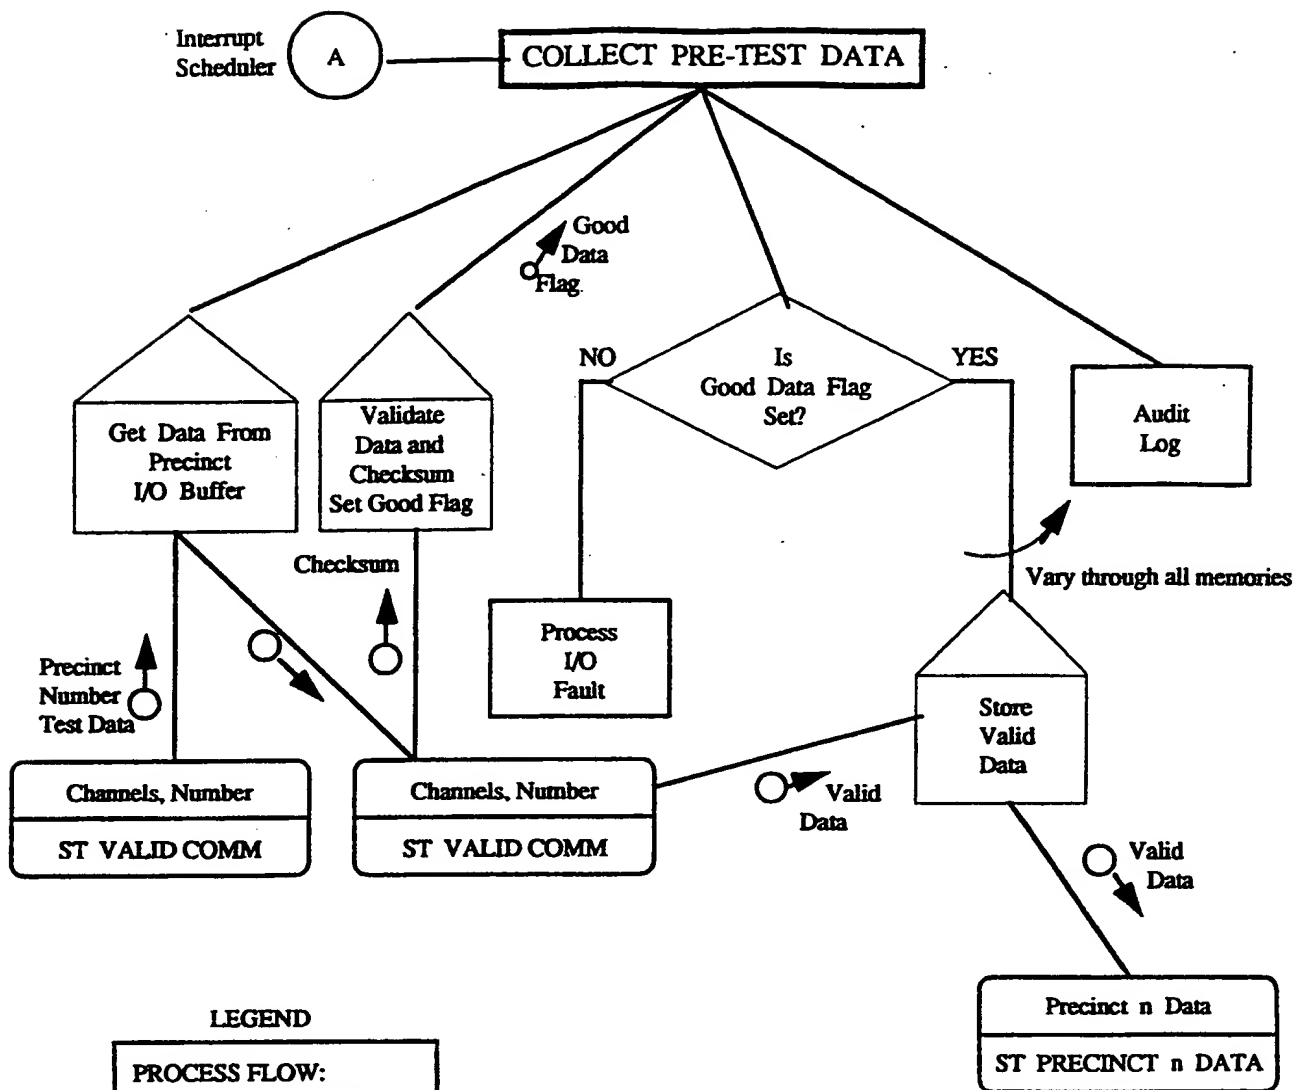 Interrupt
Scheduler
A
COLLECT PRE-TEST DATA
Good
Data
Flag.
NO
Is
Good Data Flag
Set?
YES
Audit
Log
Get Data From
Precinct
I/O Buffer
Validate
Data and
Checksum
Set Good Flag
Checksum
Vary through all memories
Process
I/O
Fault
Precinct
Number
Test Data
Store
Valid
Data
Channels, Number
ST VALID COMM
Channels, Number
ST VALID COMM
Valid
Data
Valid
Data
Precinct n Data
ST PRECINCT n DATA
LEGEND
PROCESS FLOW: